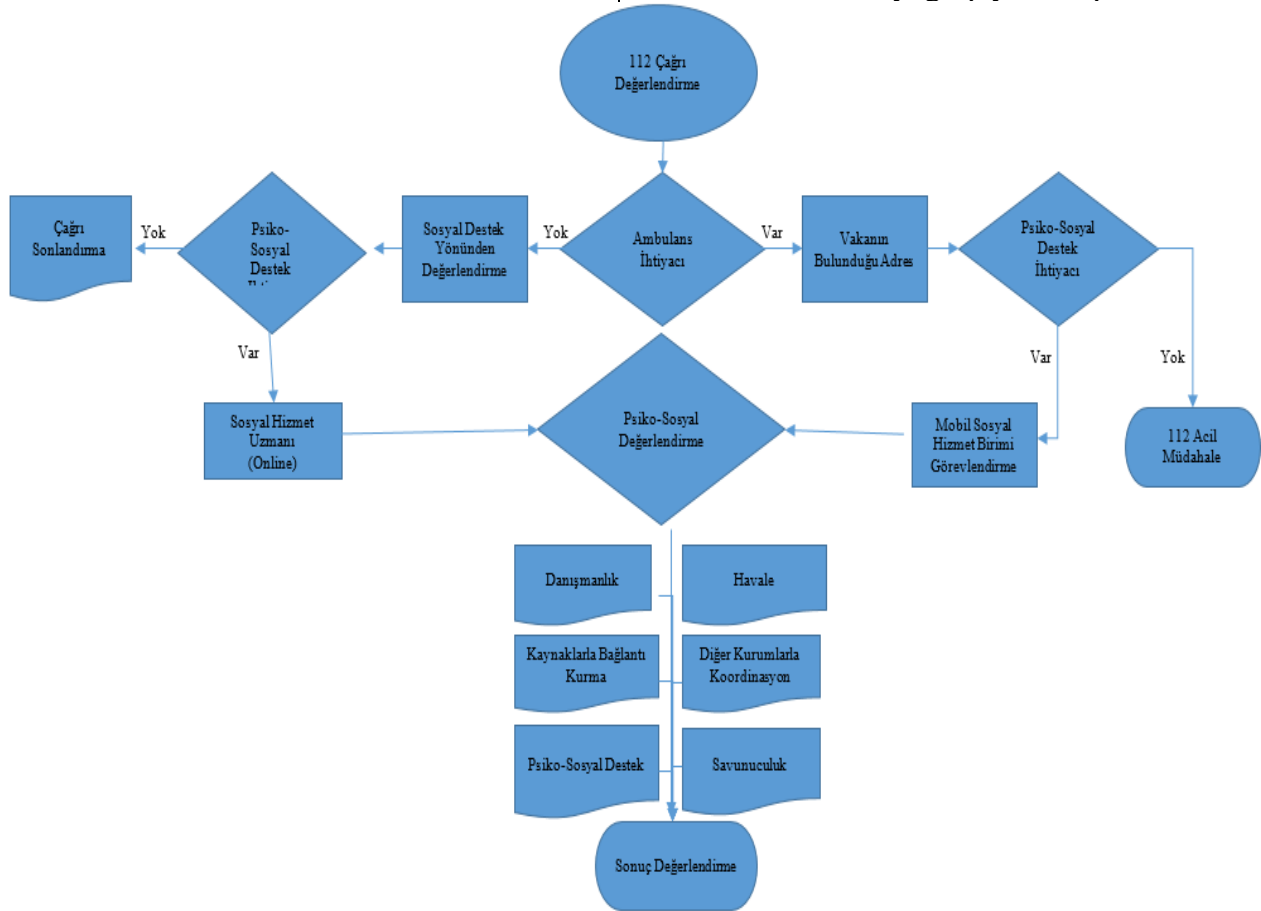 112 Çağrı
Değerlendirme
Çağrı
Sonlandırma
Yok
Psiko-
Sosyal
Destek
Sosyal Destek
Yönünden
Değerlendirme
Yok
Ambulans
İhtiyacı
Var
Vakanın
Bulunduğu Adres
Psiko-Sosyal
Destek
İhtiyacı
Var
Var
Yok
Sosyal Hizmet
Uzmanı
(Online)
Psiko-Sosyal
Değerlendirme
Mobil Sosyal
Hizmet Birimi
Görevlendirme
112 Acil
Müdahale
Danışmanlık
Havale
Kaynaklarla Bağlantı
Kurma
Diğer Kurumlarla
Koordinasyon
Psiko-Sosyal Destek
Savunuculuk
Sonuç Değerlendirme